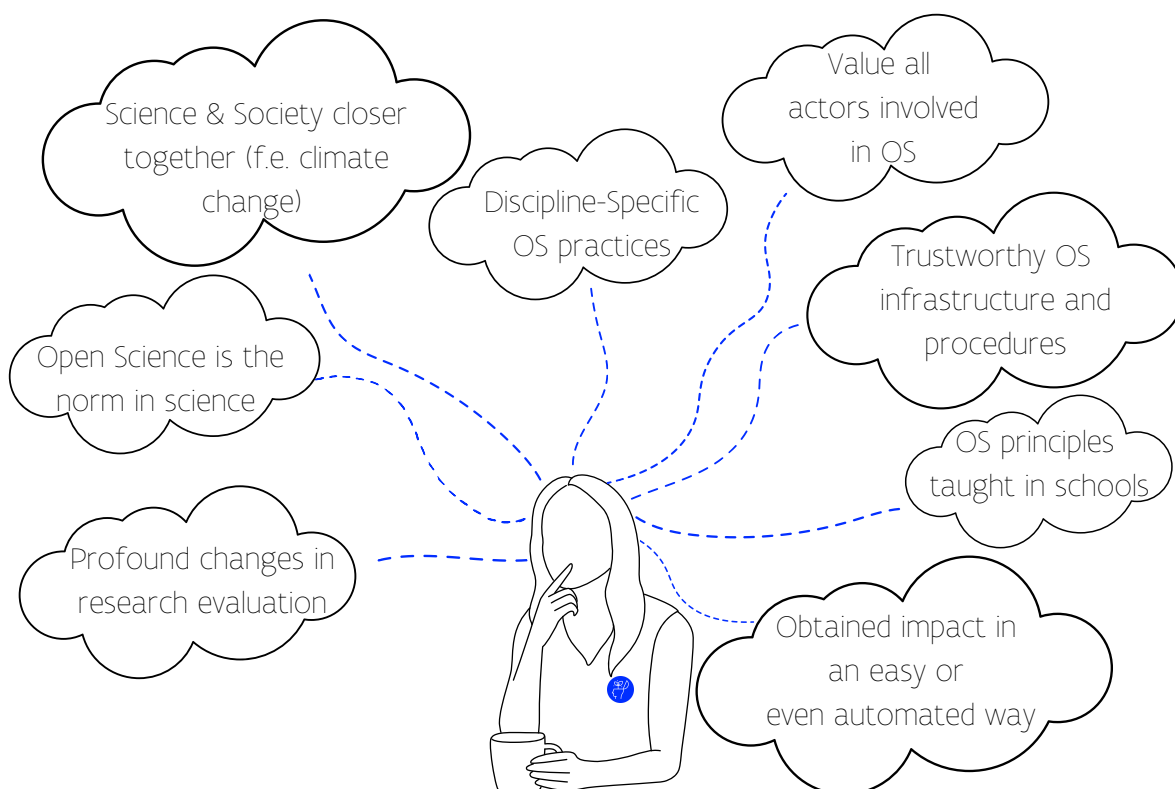 Science & Society closer
together (f.e. climate
change)
Discipline-Specific
OS practices
Value all
actors involved
in OS
Trustworthy OS
infrastructure and
procedures
Open Science is the
norm in science
OS principles
taught in schools
Profound changes in
research evaluation
Obtained impact in
an easy or
even automated way